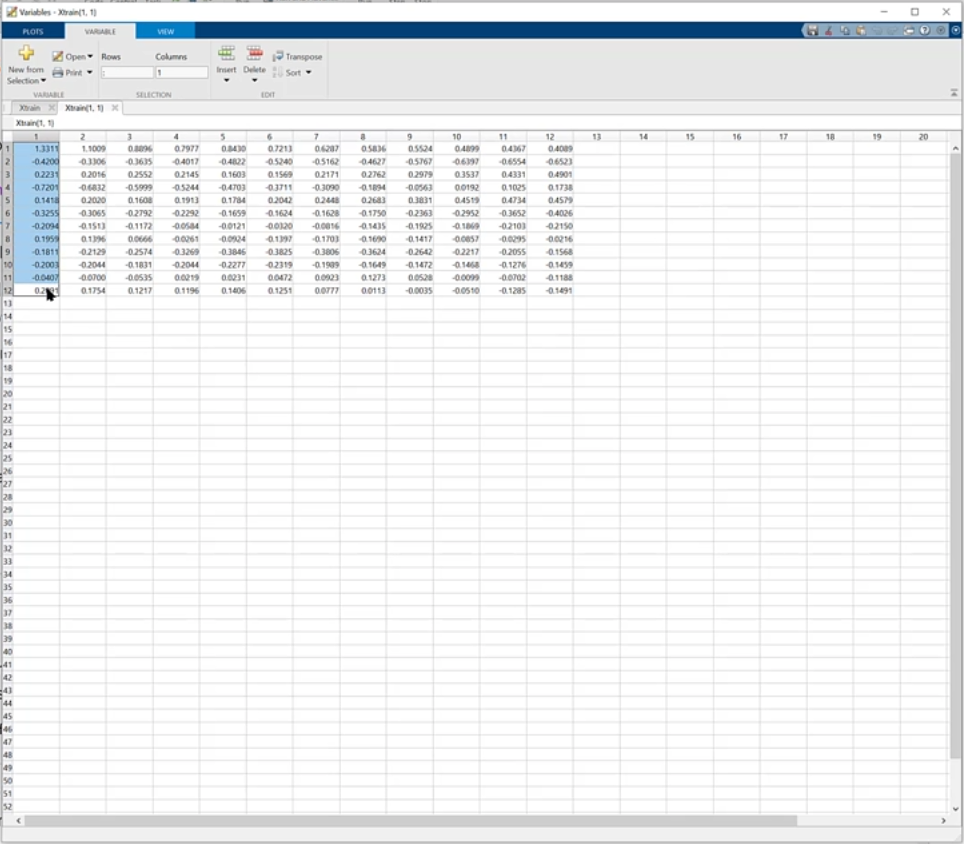 Variables - Xtrain(1, 1)
PLOTS VARIABLE VIEW
New from Selection Open Print Rows Columns Insert Delete Transpose Sort
: 1
VARIABLE SELECTION EDIT
Xtrain Xtrain(1, 1)
Xtrain(1, 1)
1 2 3 4 5 6 7 8 9 10 11 12 13 14 15 16 17 18 19 20
1 1.3311 1.1009 0.8896 0.7977 0.8430 0.7213 0.6287 0.5836 0.5524 0.4899 0.4367 0.4089
2 -0.4200 -0.3306 -0.3635 -0.4017 -0.4822 -0.5240 -0.5162 -0.4627 -0.5767 -0.6397 -0.6554 -0.6523
3 0.2231 0.2016 0.2552 0.2145 0.1603 0.1569 0.2171 0.2762 0.2979 0.3537 0.4331 0.4901
4 -0.7201 -0.6832 -0.5999 -0.5244 -0.4703 -0.3711 -0.3090 -0.1894 -0.0563 0.0192 0.1025 0.1738
5 0.1418 0.2020 0.1608 0.1913 0.1784 0.2042 0.2448 0.2683 0.3831 0.4519 0.4734 0.4579
6 -0.3255 -0.3065 -0.2792 -0.2292 -0.1659 -0.1624 -0.1628 -0.1750 -0.2363 -0.2952 -0.3652 -0.4026
7 -0.2094 -0.1513 -0.1172 -0.0584 -0.0121 -0.0320 -0.0816 -0.1435 -0.1925 -0.1869 -0.2103 -0.2150
8 0.1959 0.1396 0.0666 -0.0261 -0.0924 -0.1397 -0.1703 -0.1690 -0.1417 -0.0857 -0.0295 -0.0216
9 -0.1811 -0.2129 -0.2574 -0.3269 -0.3846 -0.3825 -0.3806 -0.3624 -0.2642 -0.2217 -0.2055 -0.1568
10 -0.2003 -0.2044 -0.1831 -0.2044 -0.2277 -0.2319 -0.1989 -0.1649 -0.1472 -0.1468 -0.1276 -0.1459
11 -0.0407 -0.0700 -0.0535 0.0219 0.0231 0.0472 0.0923 0.1273 0.0528 -0.0099 -0.0702 -0.1188
12 0.1754 0.1217 0.1196 0.1406 0.1251 0.0777 0.0113 -0.0035 -0.0510 -0.1285 -0.1491
13
14
15
16
17
18
19
20
21
22
23
24
25
26
27
28
29
30
31
32
33
34
35
36
37
38
39
40
41
42
43
44
45
46
47
48
49
50
51
52